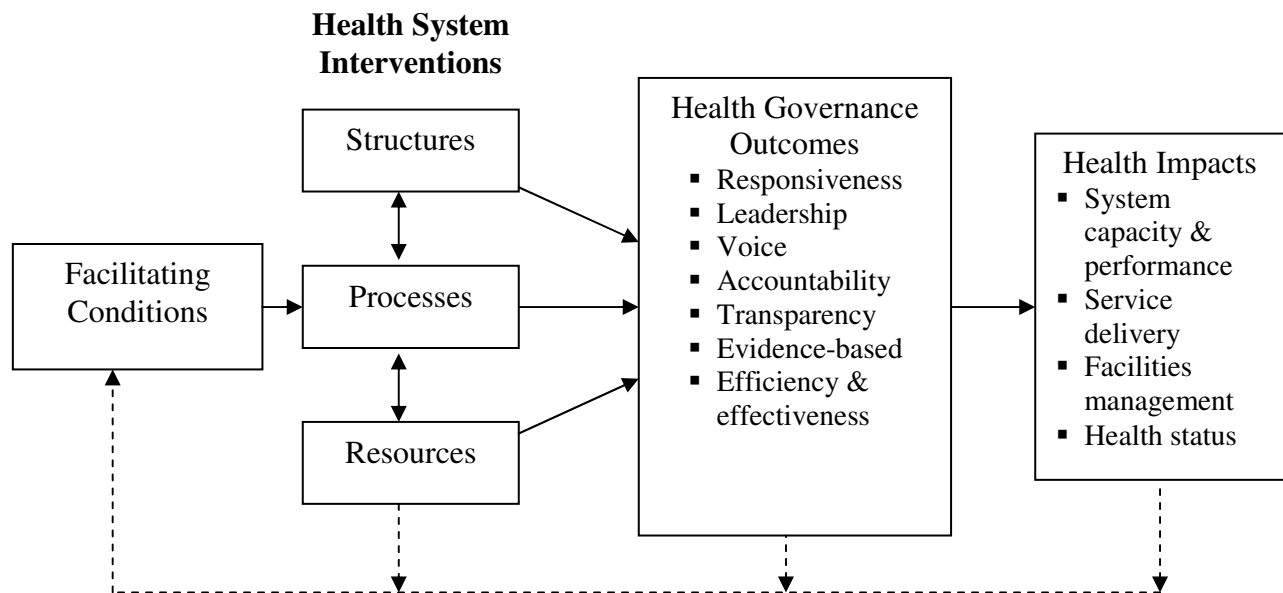 Health System
Interventions
Structures
Facilitating
Conditions
Processes
Resources
Health Governance
Outcomes
▪ Responsiveness
▪ Leadership
▪ Voice
▪ Accountability
▪ Transparency
▪ Evidence-based
▪ Efficiency &
effectiveness
Health Impacts
▪ System
capacity &
performance
▪ Service
delivery
▪ Facilities
management
▪ Health status